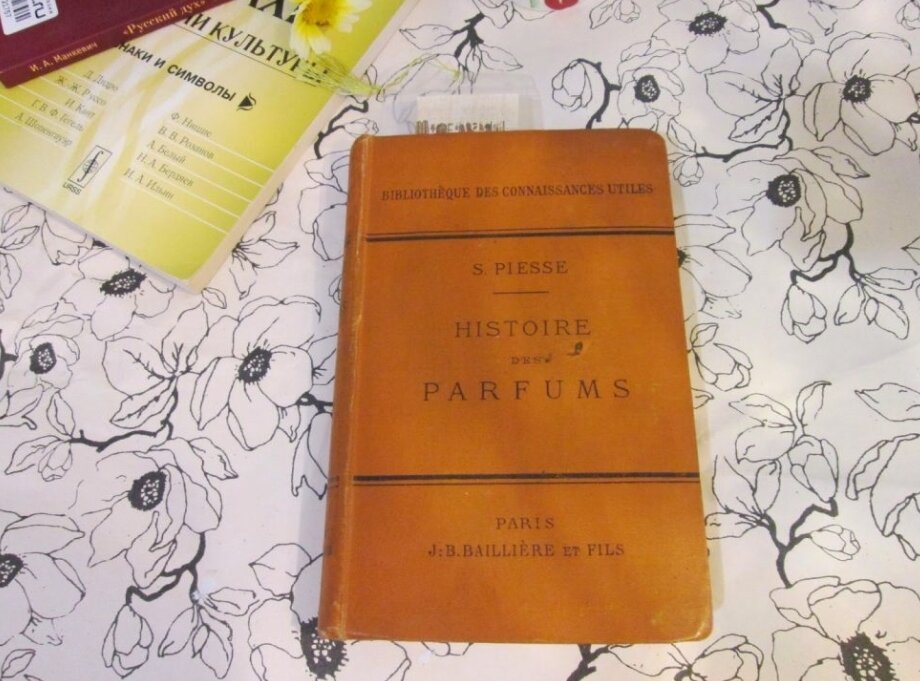 И. А. Манкевич
«Русский дух»
И КУЛЬТУРЫ
ЗНАКИ И СИМВОЛЫ
Д. Дидро
Ж.-Ж. Руссо
И. Кант
Г. В. Ф. Гегель
А. Шопенгауэр
Ф. Ницше
В. В. Розанов
А. Белый
Н. А. Бердяев
И. А. Ильин
URSS
BIBLIOTHÈQUE DES CONNAISSANCES UTILES
S. PIESSE
HISTOIRE
DES
PARFUMS
PARIS
J.-B. BAILLIÈRE ET FILS